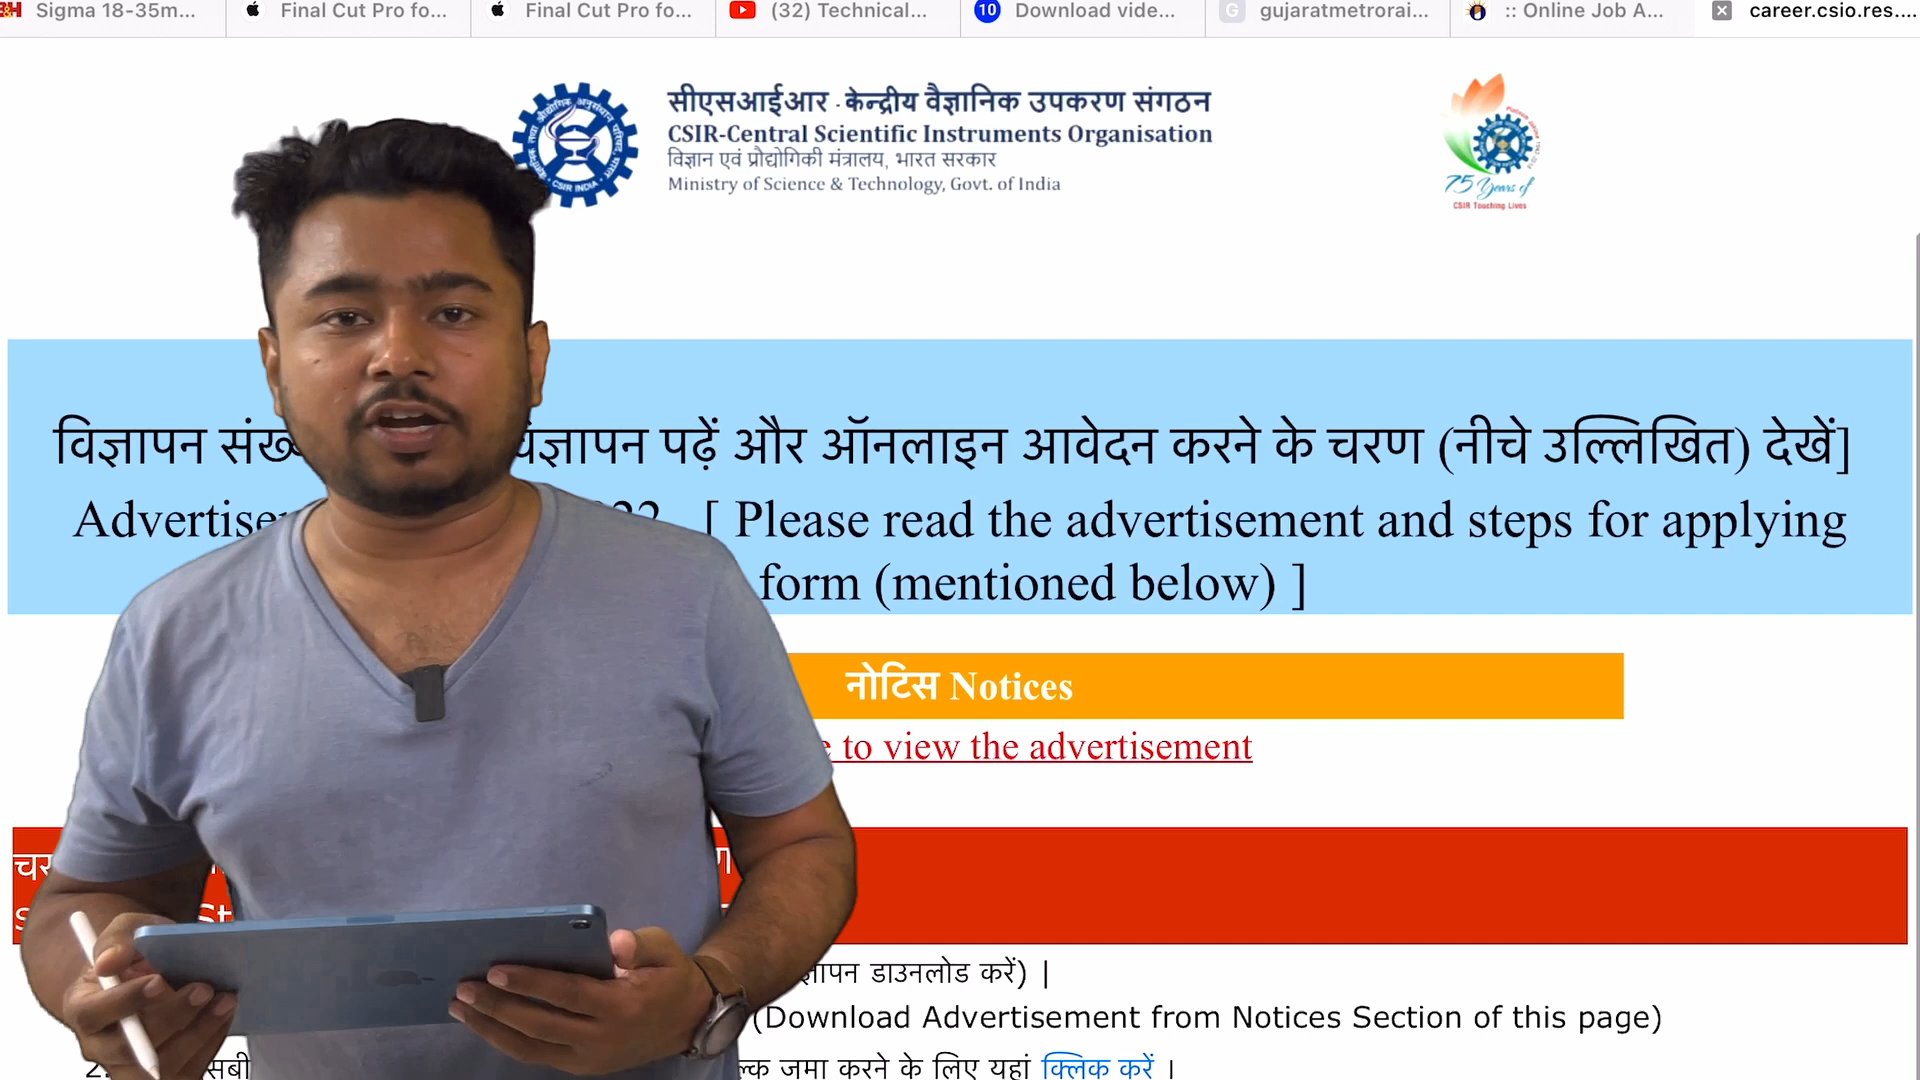 Sigma 18-35m...
Final Cut Pro fo...
Final Cut Pro fo...
(32) Technical...
10 Download vide...
G gujaratmetrorai...
:: Online Job A...
career.csio.res....
सीएसआईआर - केन्द्रीय वैज्ञानिक उपकरण संगठन
CSIR-Central Scientific Instruments Organisation
विज्ञान एवं प्रौद्योगिकी मंत्रालय, भारत सरकार
Ministry of Science & Technology, Govt. of India
CSIR INDIA
75 Years of
CSIR Touching Lives
विज्ञापन पढ़ें और ऑनलाइन आवेदन करने के चरण (नीचे उल्लिखित) देखें]
[ Please read the advertisement and steps for applying
form (mentioned below) ]
नोटिस Notices
to view the advertisement
डाउनलोड करें) |
(Download Advertisement from Notices Section of this page)
2.
जमा करने के लिए यहां क्लिक करें ।